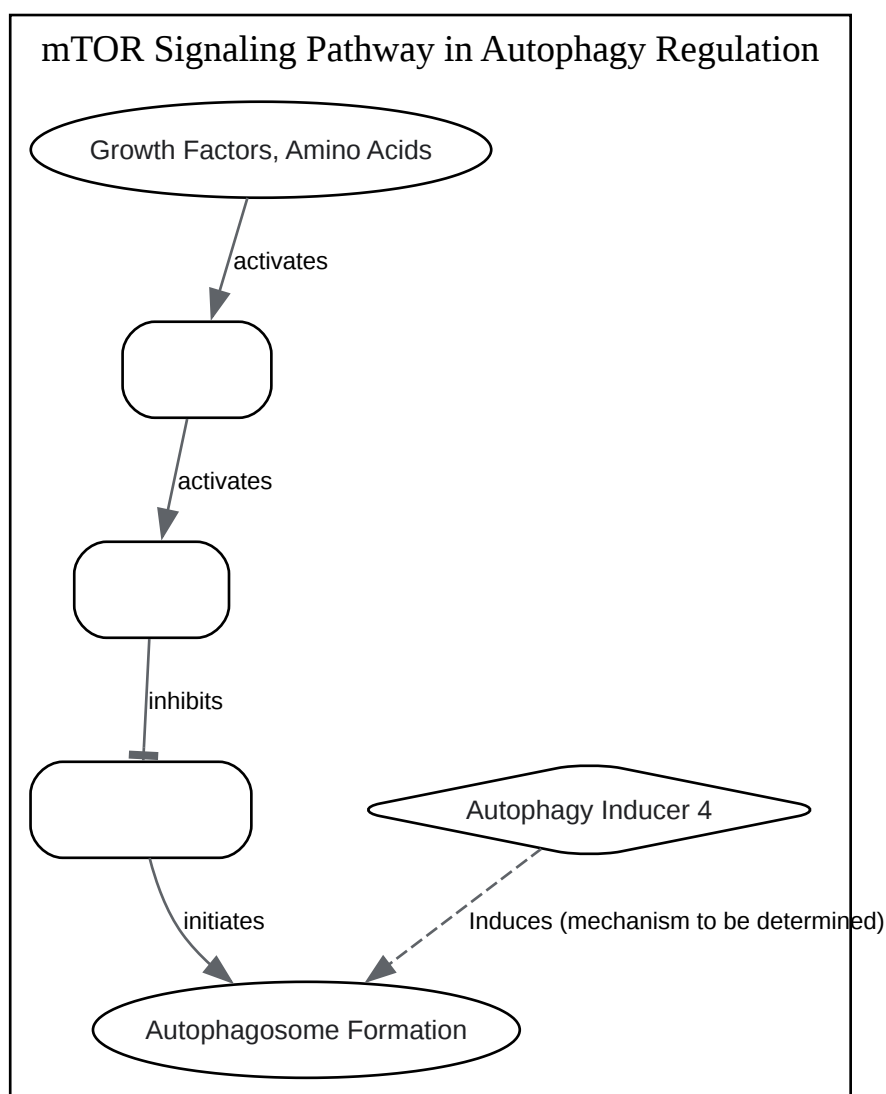 mTOR Signaling Pathway in Autophagy Regulation
Growth Factors, Amino Acids
activates
activates
inhibits
Autophagy Inducer 4
initiates
Induces (mechanism to be determined)
Autophagosome Formation